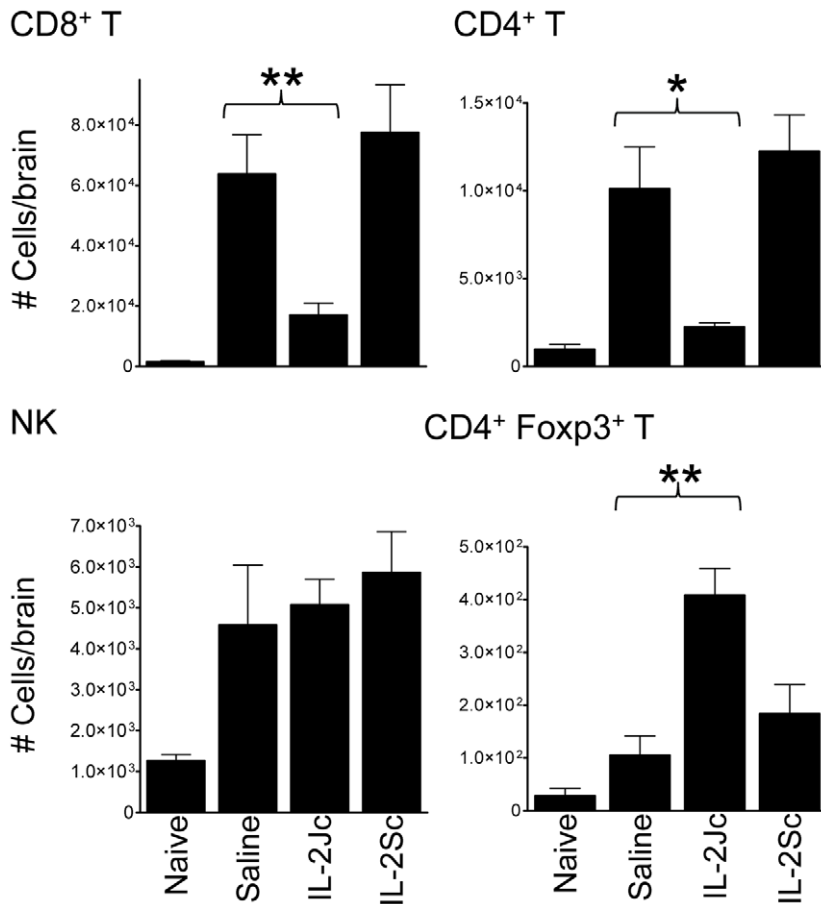 CD8⁺ T
CD4⁺ T
# Cells/brain
8.0×10⁴
6.0×10⁴
4.0×10⁴
2.0×10⁴
0
**
1.5×10⁴
1.0×10⁴
5.0×10³
0
*
NK
CD4⁺ Foxp3⁺ T
# Cells/brain
7.0×10³
6.0×10³
5.0×10³
4.0×10³
3.0×10³
2.0×10³
1.0×10³
0
Naive
Saline
IL-2Jc
IL-2Sc
**
5.0×10²
4.0×10²
3.0×10²
2.0×10²
1.0×10²
0
Naive
Saline
IL-2Jc
IL-2Sc